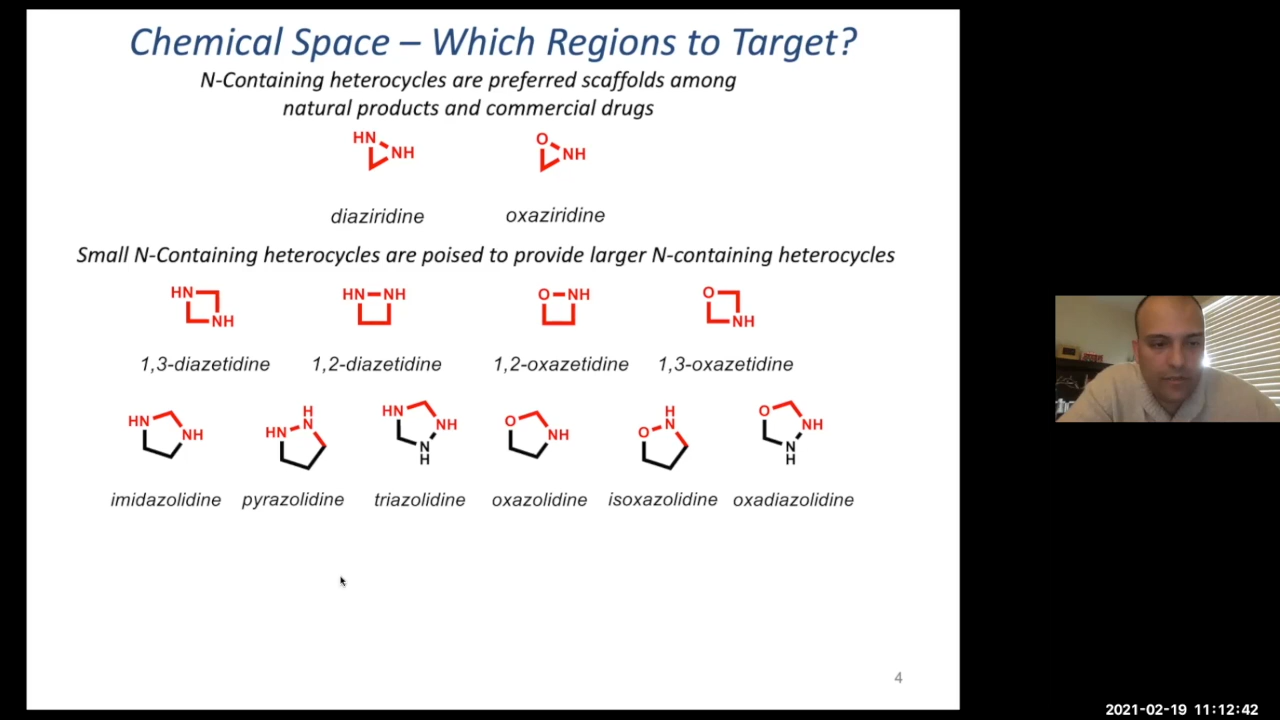 Chemical Space – Which Regions to Target?
N-Containing heterocycles are preferred scaffolds among
natural products and commercial drugs
HN
NH
O
NH
diaziridine
oxaziridine
Small N-Containing heterocycles are poised to provide larger N-containing heterocycles
HN
NH
HN NH
O NH
O
NH
1,3-diazetidine
1,2-diazetidine
1,2-oxazetidine
1,3-oxazetidine
HN
NH
HN
H
N
HN
NH
N
H
O
NH
O
H
N
O
NH
N
H
imidazolidine
pyrazolidine
triazolidine
oxazolidine
isoxazolidine
oxadiazolidine
4
2021-02-19 11:12:42